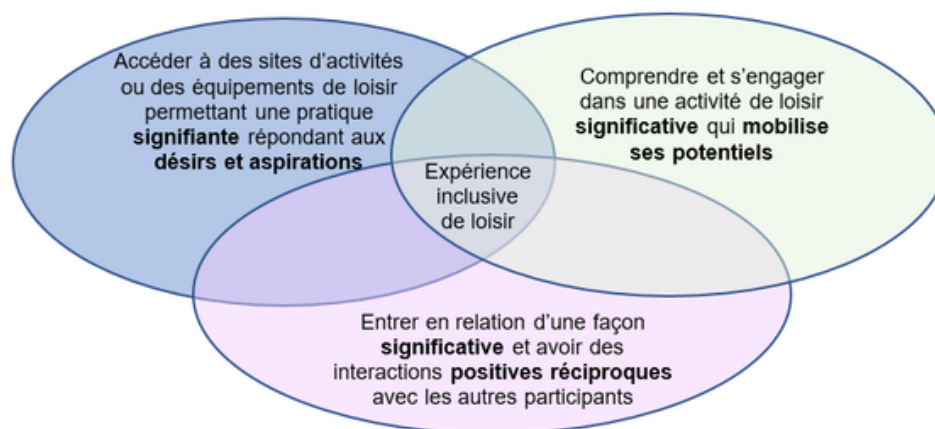 Accéder à des sites d’activités
ou des équipements de loisir
permettant une pratique
signifiante répondant aux
désirs et aspirations
Comprendre et s’engager
dans une activité de loisir
significative qui mobilise
ses potentiels
Expérience
inclusive
de loisir
Entrer en relation d’une façon
significative et avoir des
interactions positives réciproques
avec les autres participants